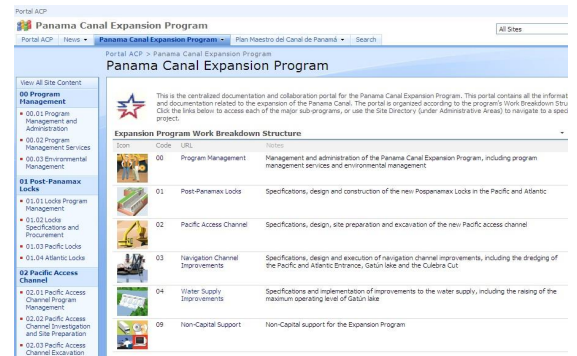 Portal ACP
Panama Canal Expansion Program
All Sites
Portal ACP News Panama Canal Expansion Program Plan Maestro del Canal de Panamá Search
Portal ACP > Panama Canal Expansion Program
Panama Canal Expansion Program
View All Site Content
00 Program
Management
00.01 Program
Management and
Administration
00.02 Program
Management Services
00.03 Environmental
Management
01 Post-Panamax
Locks
01.01 Locks Program
Management
01.02 Locks
Specifications and
Procurement
01.03 Pacific Locks
01.04 Atlantic Locks
02 Pacific Access
Channel
02.01 Pacific Access
Channel Program
Management
02.02 Pacific Access
Channel Investigation
and Site Preparation
02.03 Pacific Access
Channel Excavation
This is the centralized documentation and collaboration portal for the Panama Canal Expansion Program. This portal contains all the informat
and documentation related to the expansion of the Panama Canal. The portal is organized according to the program's Work Breakdown Stru
Click the links below to access each of the major sub-programs, or use the Site Directory (under Administrative Areas) to navigate to a speci
project.
Expansion Program Work Breakdown Structure
Icon Code URL Notes
00 Program Management Management and administration of the Panama Canal Expansion Program, including program
management services and environmental management
01 Post-Panamax Locks Specifications, design and construction of the new Pospanamax Locks in the Pacific and Atlantic
02 Pacific Access Channel Specifications, design, site preparation and excavation of the new Pacific access channel
03 Navigation Channel Specifications, design and execution of navigation channel improvements, including the dredging of
Improvements the Pacific and Atlantic Entrance, Gatún lake and the Culebra Cut
04 Water Supply Specifications and implementation of improvements to the water supply, including the raising of the
Improvements maximum operating level of Gatún lake
09 Non-Capital Support Non-Capital support for the Expansion Program